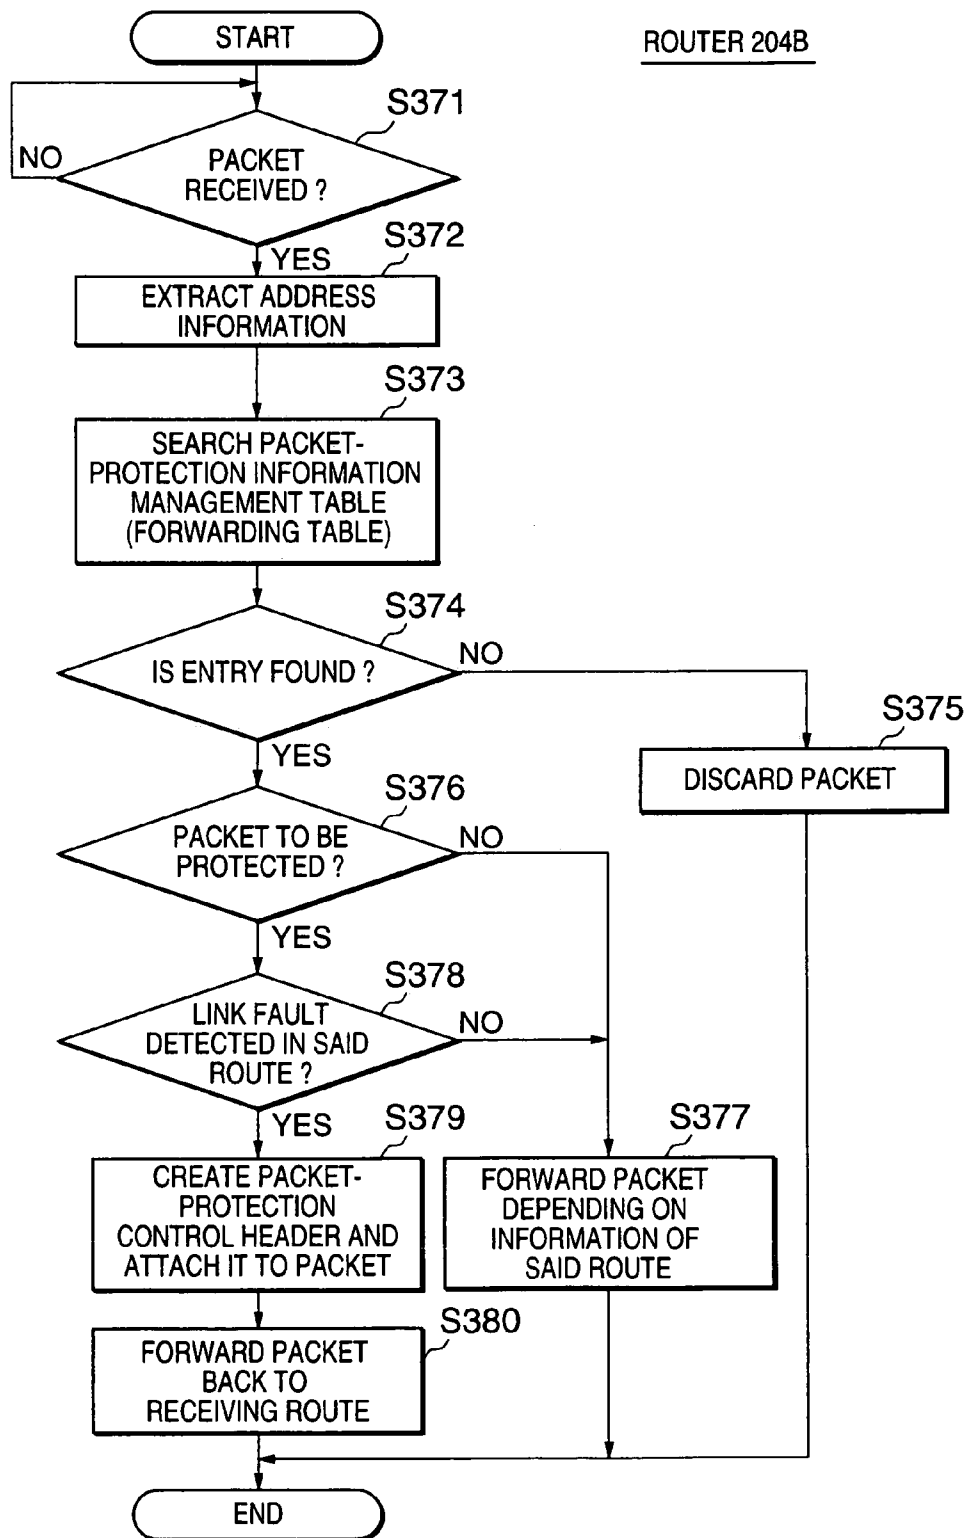 START
ROUTER 204B
S371
NO
PACKET
RECEIVED ?
S372
YES
EXTRACT ADDRESS
INFORMATION
S373
SEARCH PACKET-
PROTECTION INFORMATION
MANAGEMENT TABLE
(FORWARDING TABLE)
S374
IS ENTRY FOUND ?
NO
YES
S375
DISCARD PACKET
S376
PACKET TO BE
PROTECTED ?
NO
YES
S378
LINK FAULT
DETECTED IN SAID
ROUTE ?
NO
YES
S379
CREATE PACKET-
PROTECTION
CONTROL HEADER AND
ATTACH IT TO PACKET
S377
FORWARD PACKET
DEPENDING ON
INFORMATION OF
SAID ROUTE
S380
FORWARD PACKET
BACK TO
RECEIVING ROUTE
END